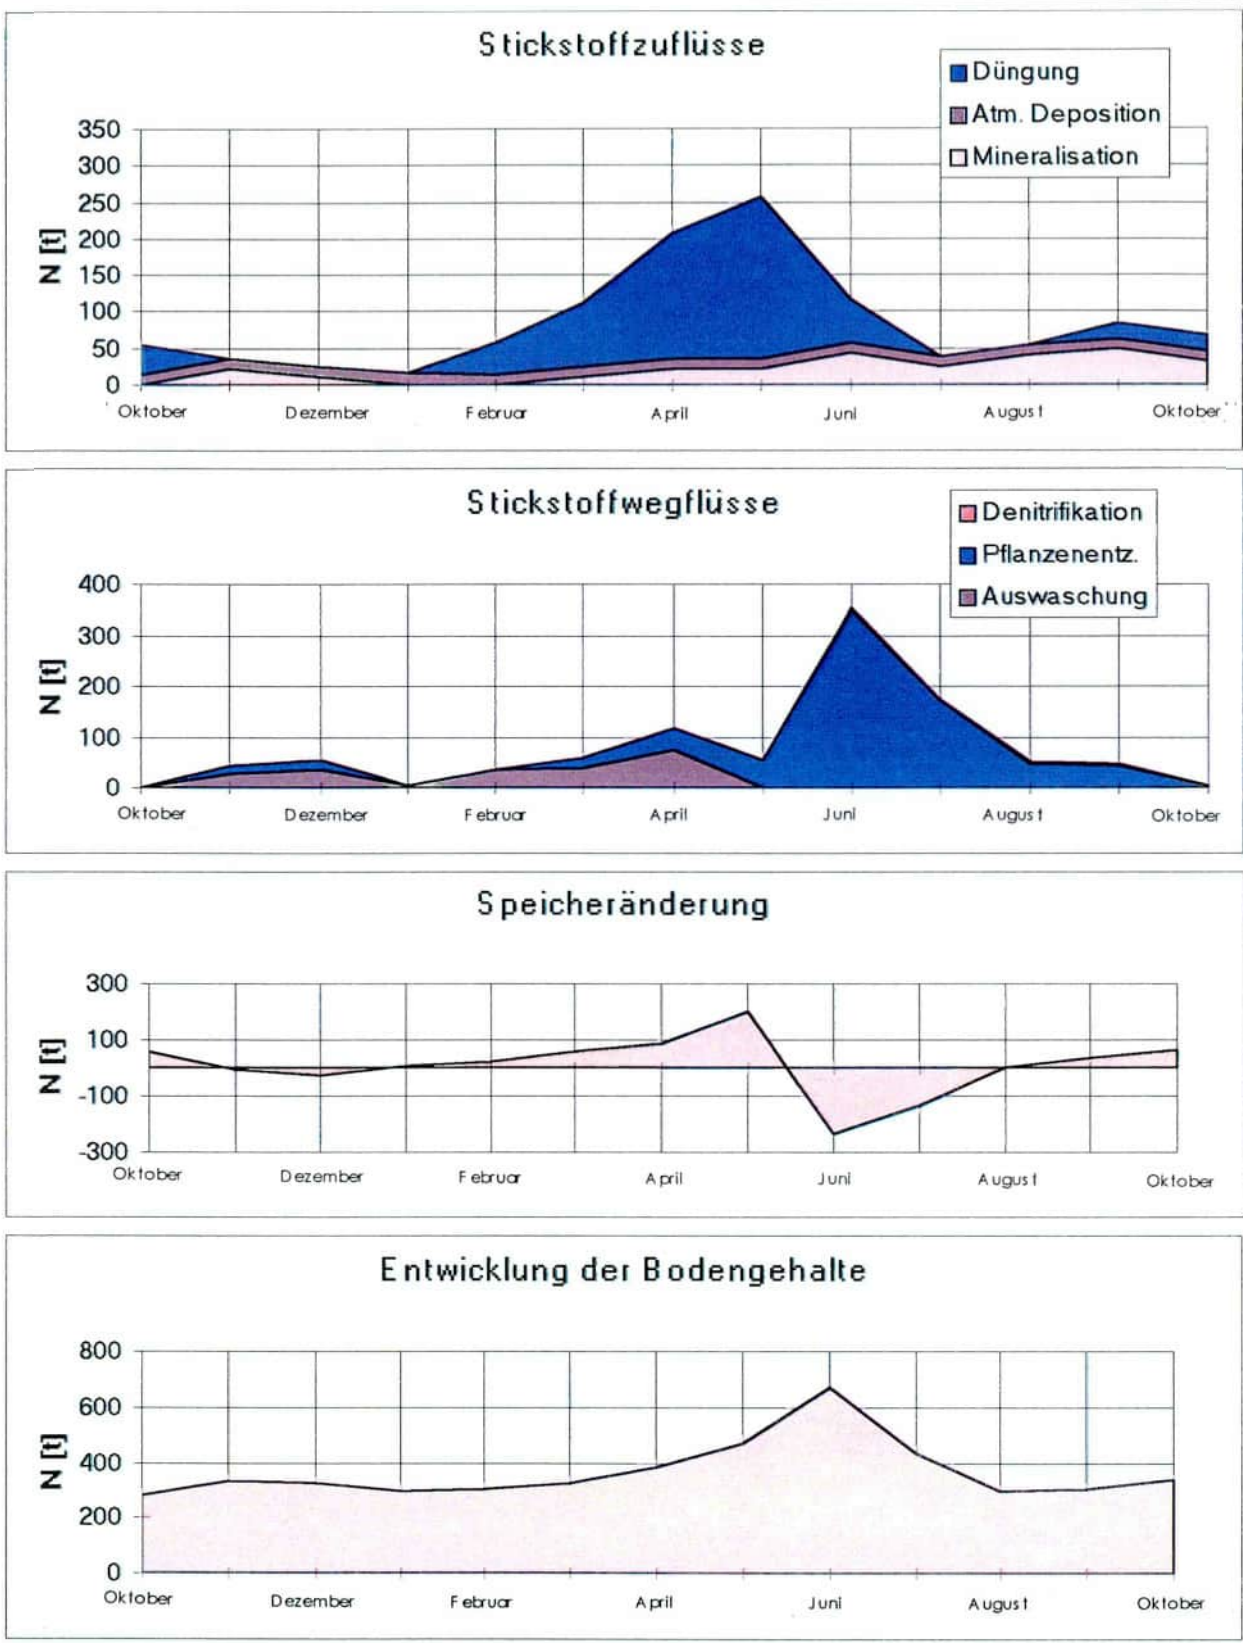 Stickstoffzuflüsse
Düngung
Atm. Deposition
Mineralisation
350
300
250
200
150
100
50
0
N [t]
Oktober Dezember Februar April Juni August Oktober
Stickstoffwegflüsse
Denitrifikation
Pflanzenentz.
Auswaschung
400
300
200
100
0
N [t]
Oktober Dezember Februar April Juni August Oktober
Speicheränderung
300
100
-100
-300
N [t]
Oktober Dezember Februar April Juni August Oktober
Entwicklung der Bodengehalte
800
600
400
200
0
N [t]
Oktober Dezember Februar April Juni August Oktober